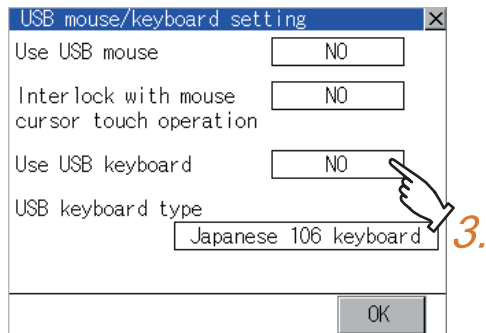 USB mouse/keyboard setting ×
Use USB mouse NO
Interlock with mouse NO
cursor touch operation
Use USB keyboard NO
USB keyboard type
Japanese 106 keyboard
3.
OK